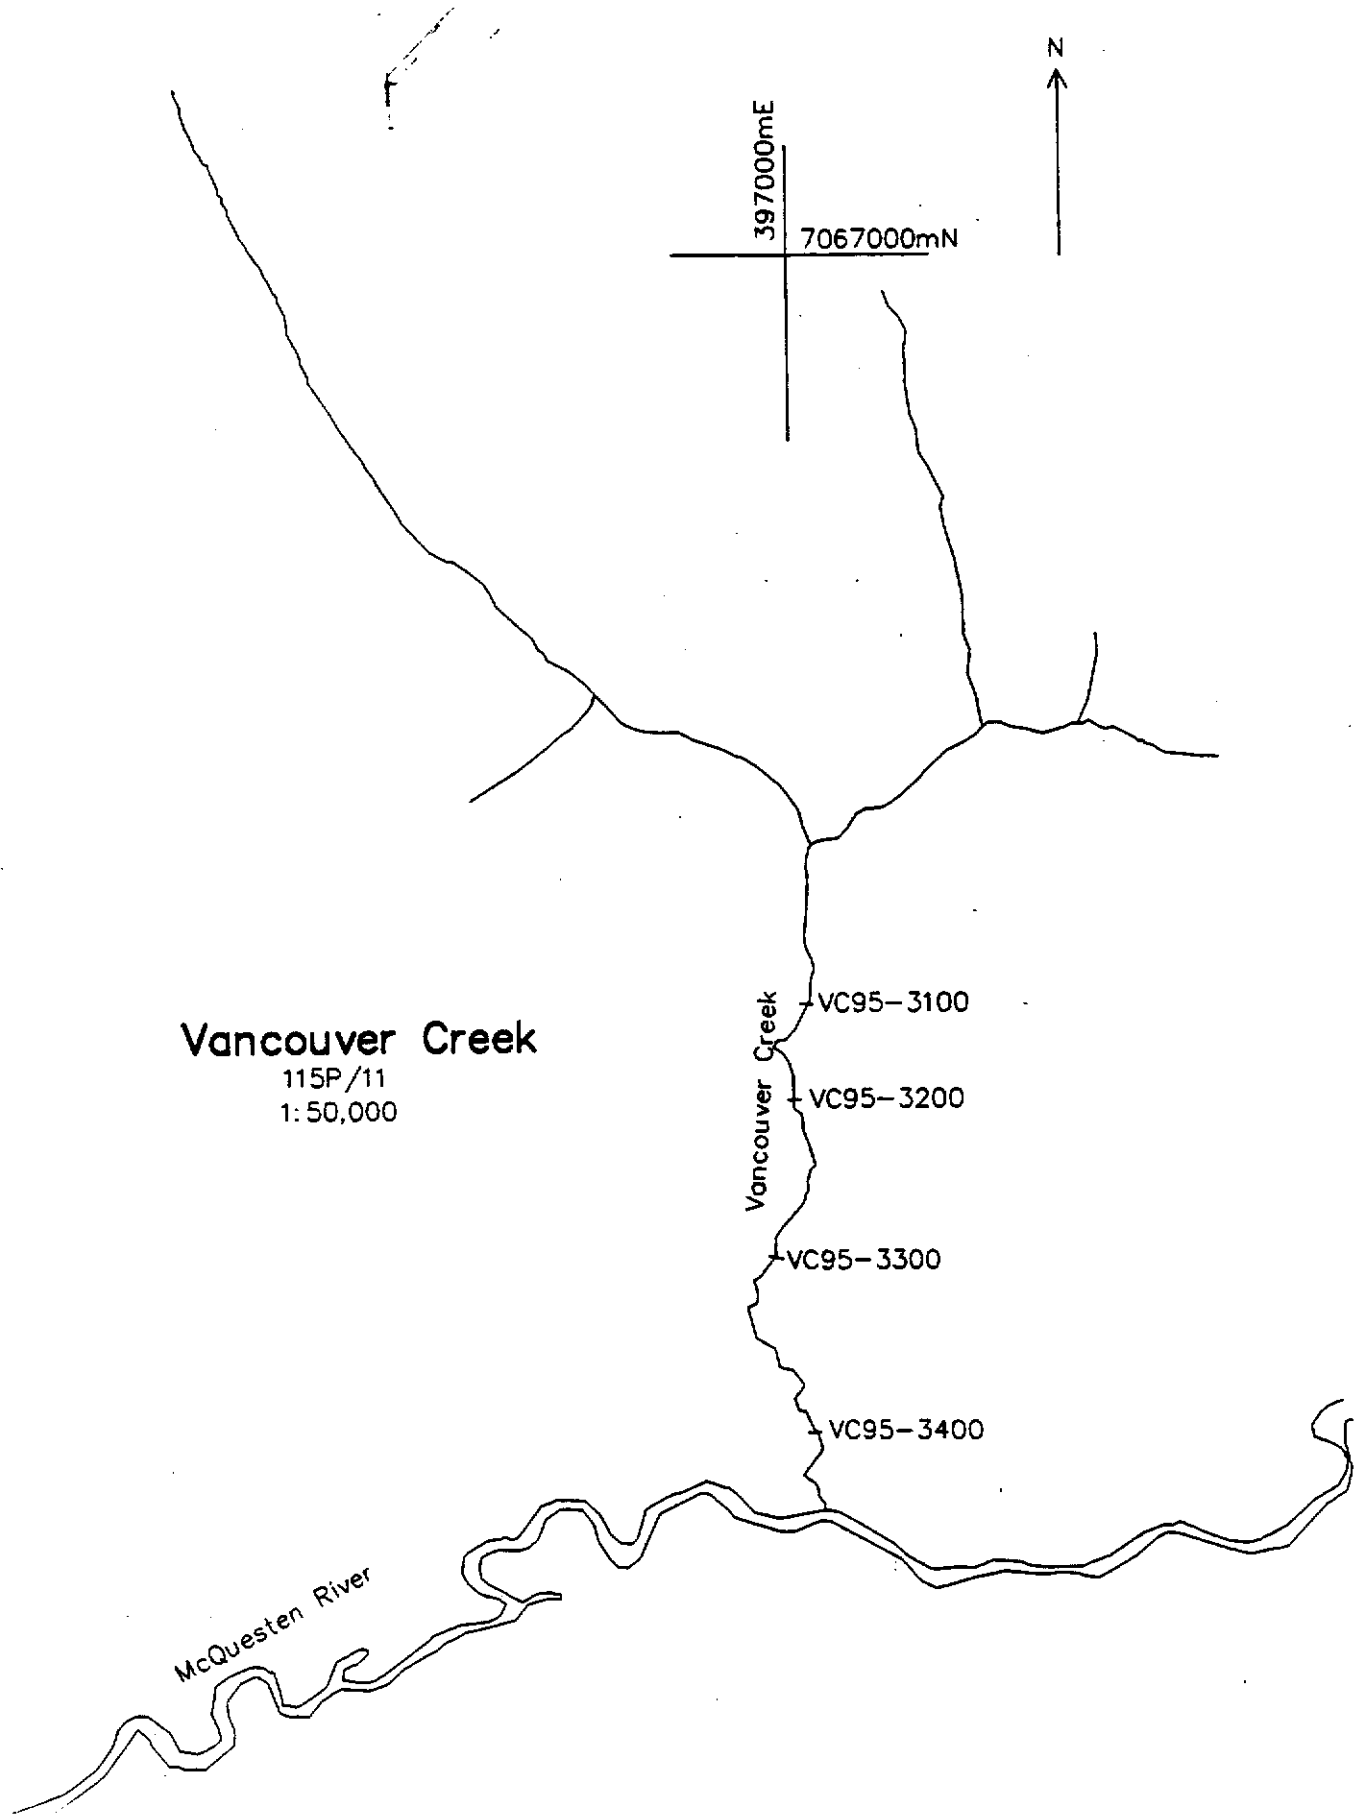 N
397000mE
7067000mN
VC95-3100
Vancouver Creek
Vancouver Creek
115P/11
1:50,000
VC95-3200
VC95-3300
VC95-3400
McQuesten River